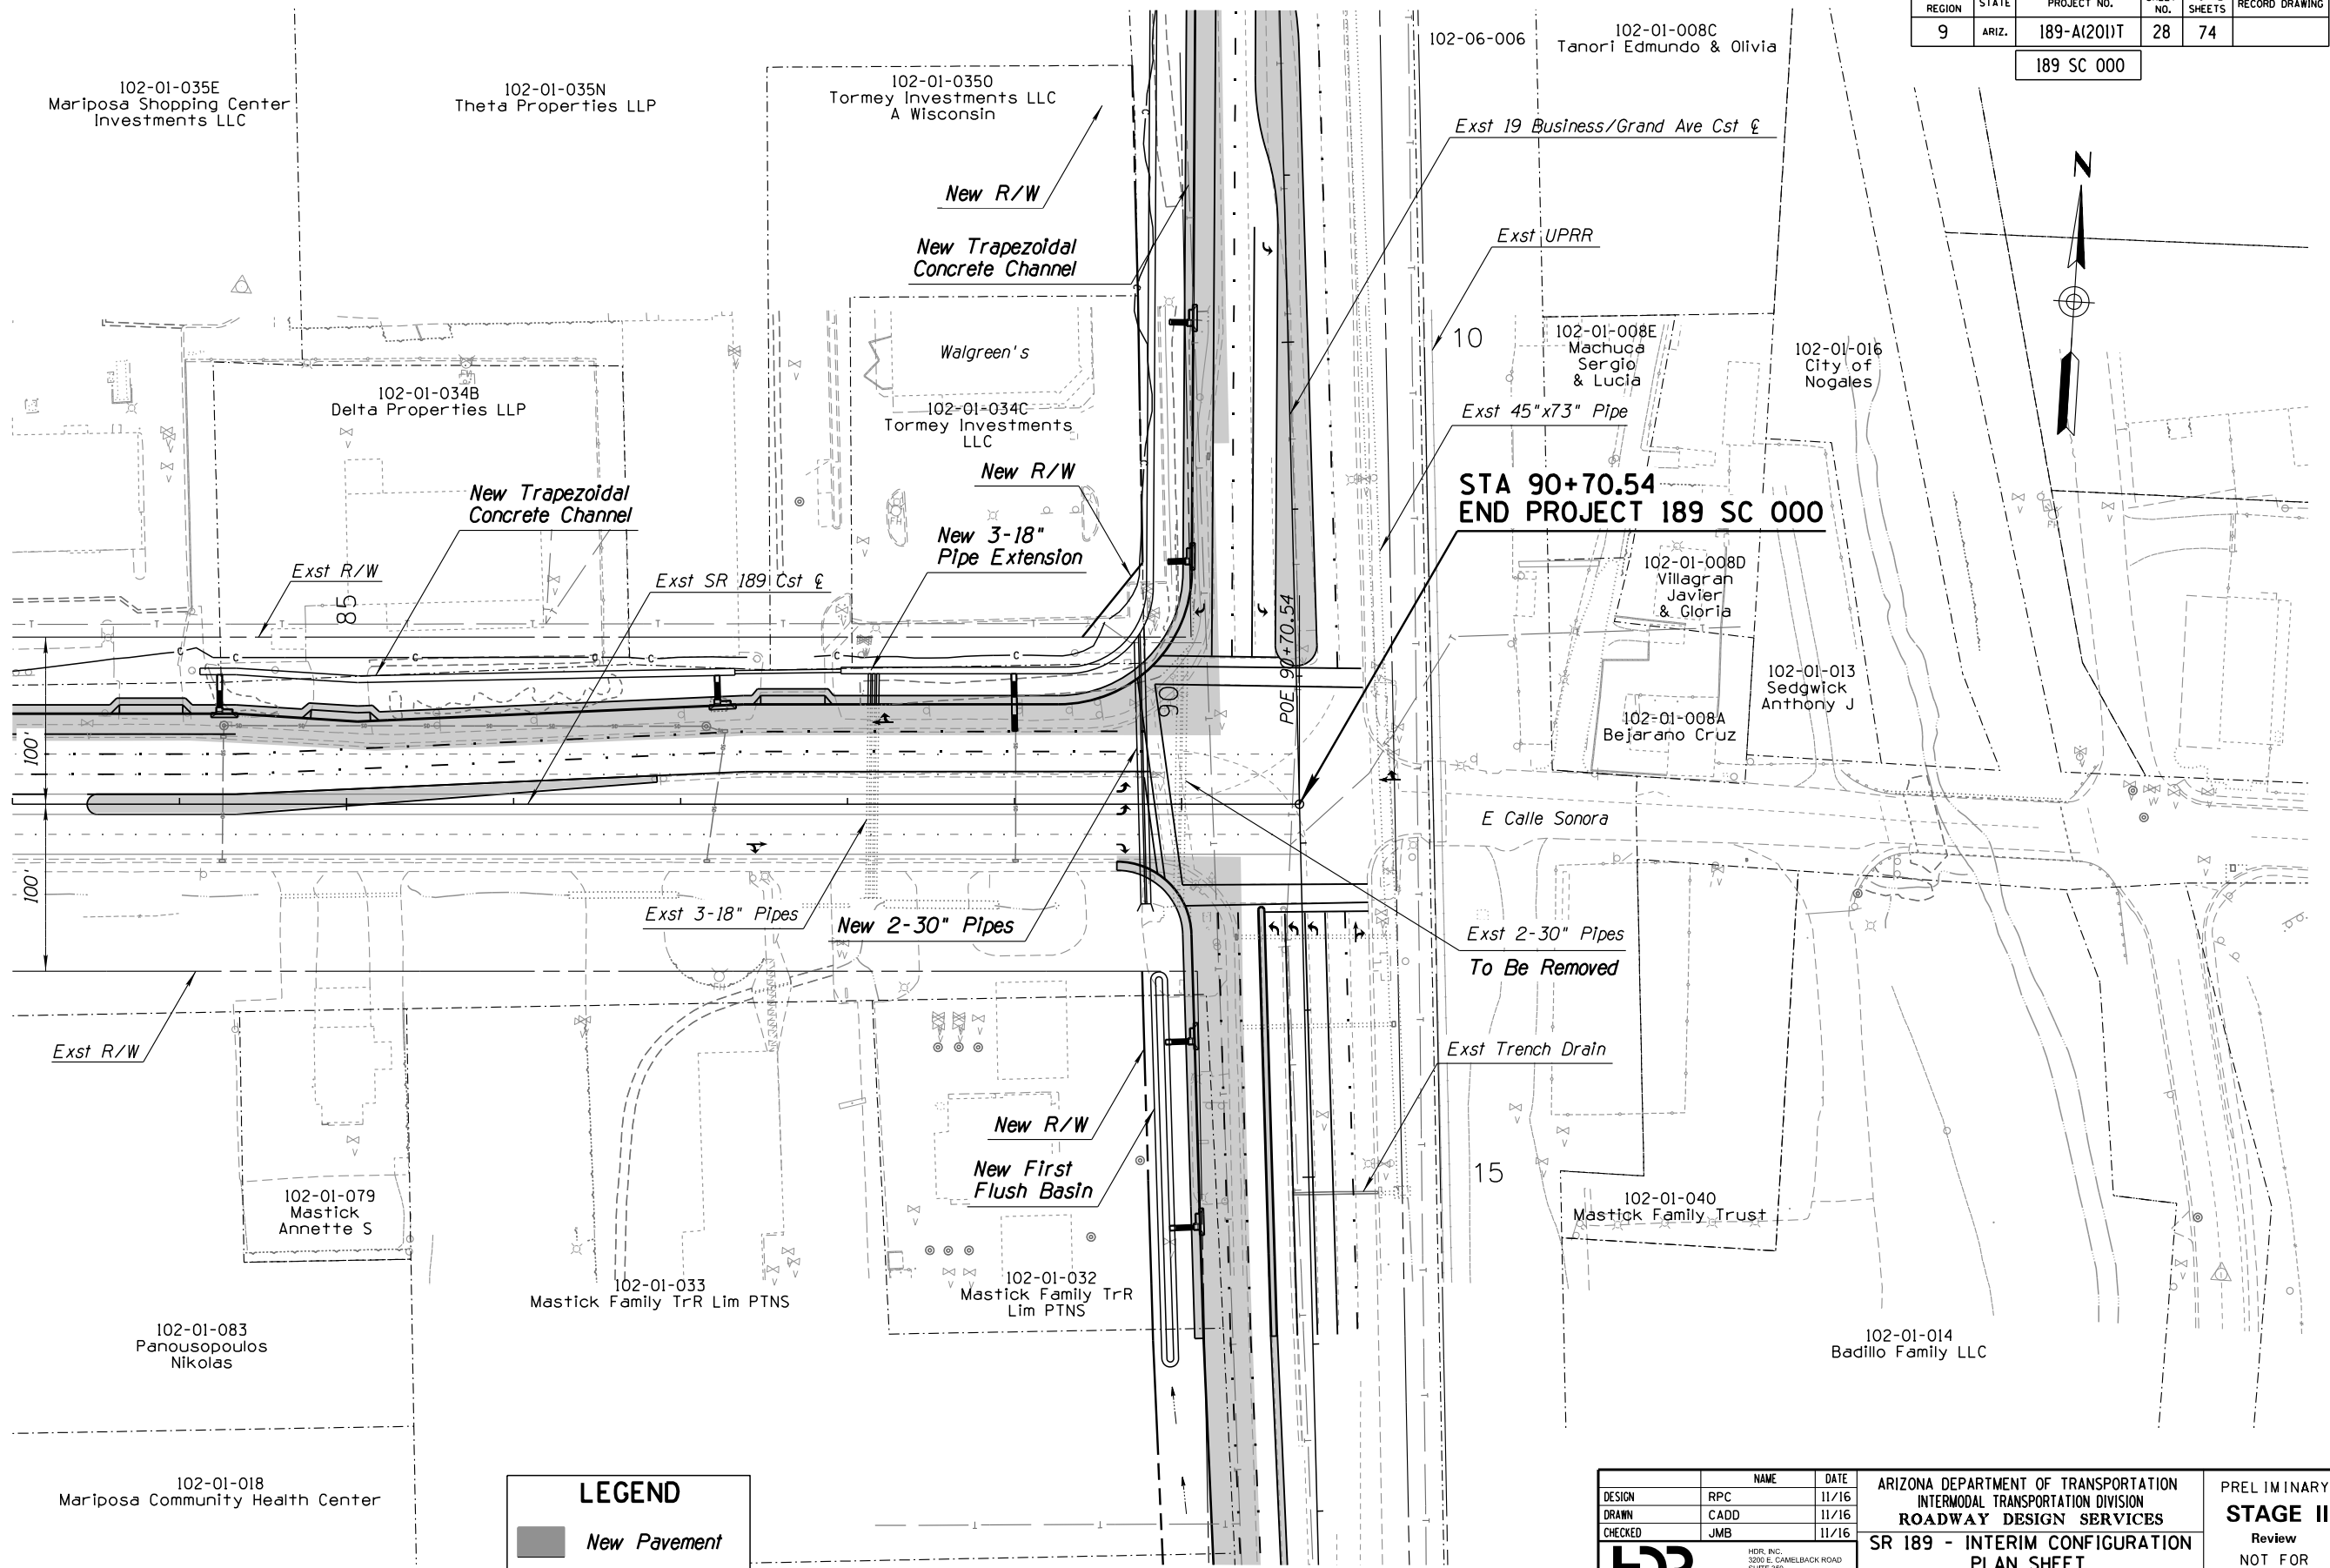 REGION STATE PROJECT NO. NO. SHEETS RECORD DRAWING
9 ARIZ. 189-A(201)T 28 74
189 SC 000
102-01-035E
Mariposa Shopping Center
Investments LLC
102-01-035N
Theta Properties LLP
102-01-0350
Tormey Investments LLC
A Wisconsin
102-06-006
102-01-008C
Tanori Edmundo & Olivia
Exst 19 Business/Grand Ave Cst ℄
N
New R/W
New Trapezoidal
Concrete Channel
Exst UPRR
10
102-01-008E
Machuca
Sergio
& Lucia
102-01-016
City of
Nogales
Walgreen's
102-01-034B
Delta Properties LLP
102-01-034C
Tormey Investments
LLC
Exst 45"x73" Pipe
New R/W
STA 90+70.54
END PROJECT 189 SC 000
New Trapezoidal
Concrete Channel
New 3-18"
Pipe Extension
FH
Exst R/W
85
Exst SR 189 Cst ℄
102-01-008D
Villagran
Javier
& Gloria
POE 90+70.54
90
102-01-013
Sedgwick
Anthony J
102-01-008A
Bejarano Cruz
100'
100'
E Calle Sonora
Exst 3-18" Pipes
New 2-30" Pipes
Exst 2-30" Pipes
To Be Removed
Exst R/W
Exst Trench Drain
New R/W
New First
Flush Basin
15
102-01-079
Mastick
Annette S
102-01-040
Mastick Family Trust
102-01-033
Mastick Family TrR Lim PTNS
102-01-032
Mastick Family TrR
Lim PTNS
102-01-083
Panousopoulos
Nikolas
102-01-014
Badillo Family LLC
102-01-018
Mariposa Community Health Center
LEGEND
New Pavement
NAME DATE
DESIGN RPC 11/16
DRAWN CADD 11/16
CHECKED JMB 11/16
HDR, INC.
3200 E. CAMELBACK ROAD
ARIZONA DEPARTMENT OF TRANSPORTATION
INTERMODAL TRANSPORTATION DIVISION
ROADWAY DESIGN SERVICES
SR 189 - INTERIM CONFIGURATION
PLAN SHEET
PRELIMINARY
STAGE II
Review
NOT FOR